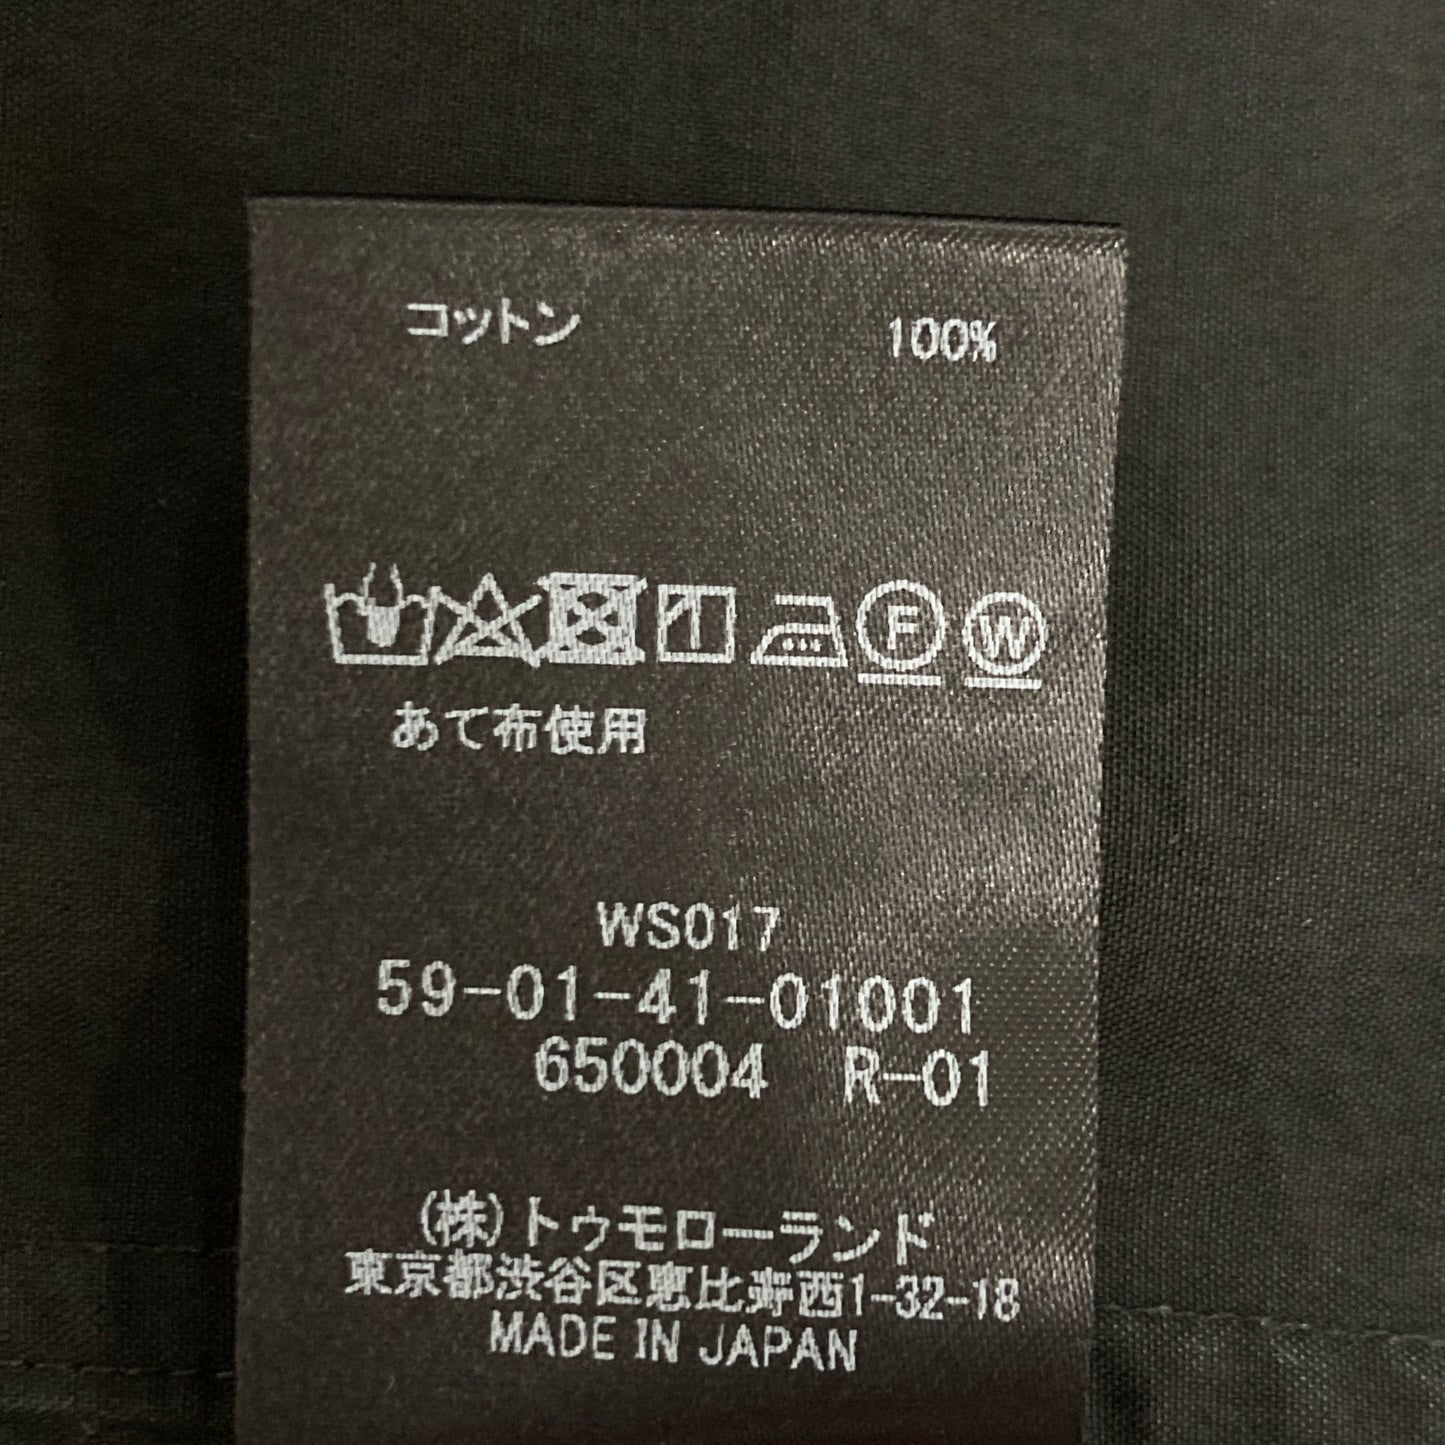 コットン 100%
F W
あて布使用
WS017
59-01-41-01001
650004 R-01
(株)トゥモローランド
東京都渋谷区恵比寿西1-32-18
MADE IN JAPAN